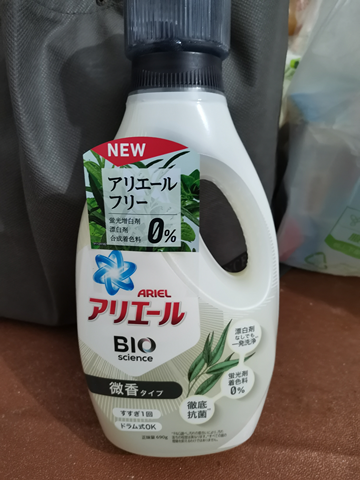 NEW
アリエール
フリー
蛍光増白剤
漂白剤
合成着色料
0%
ARIEL
アリエール
BIO
science
微香タイプ
漂白剤
なしでも
一発洗浄
蛍光剤
着色料
0%
徹底
抗菌
すすぎ1回
ドラム式OK